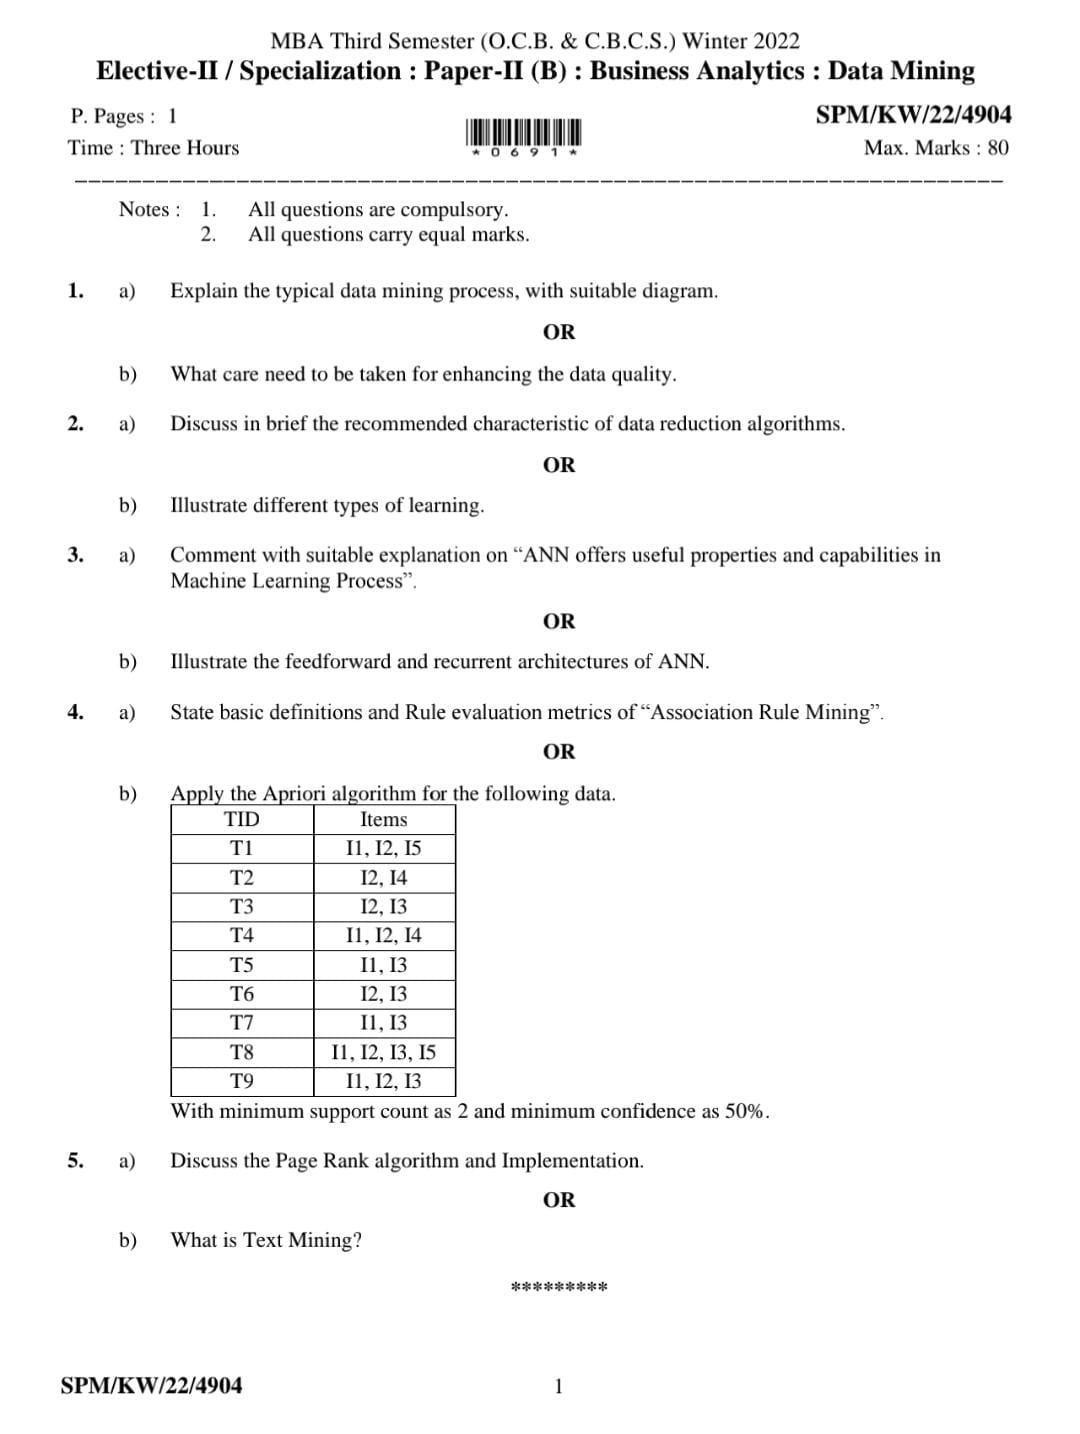 MBA Third Semester (O.C.B. & C.B.C.S.) Winter 2022
Elective-II / Specialization : Paper-II (B) : Business Analytics : Data Mining
P. Pages : 1
SPM/KW/22/4904
Time : Three Hours
* 0 6 9 1 *
Max. Marks : 80
Notes : 1. All questions are compulsory.
2. All questions carry equal marks.
1. a) Explain the typical data mining process, with suitable diagram.
OR
b) What care need to be taken for enhancing the data quality.
2. a) Discuss in brief the recommended characteristic of data reduction algorithms.
OR
b) Illustrate different types of learning.
3. a) Comment with suitable explanation on “ANN offers useful properties and capabilities in
Machine Learning Process”.
OR
b) Illustrate the feedforward and recurrent architectures of ANN.
4. a) State basic definitions and Rule evaluation metrics of “Association Rule Mining”.
OR
b) Apply the Apriori algorithm for the following data.
TID Items
T1 I1, I2, I5
T2 I2, I4
T3 I2, I3
T4 I1, I2, I4
T5 I1, I3
T6 I2, I3
T7 I1, I3
T8 I1, I2, I3, I5
T9 I1, I2, I3
With minimum support count as 2 and minimum confidence as 50%.
5. a) Discuss the Page Rank algorithm and Implementation.
OR
b) What is Text Mining?
*********
SPM/KW/22/4904 1